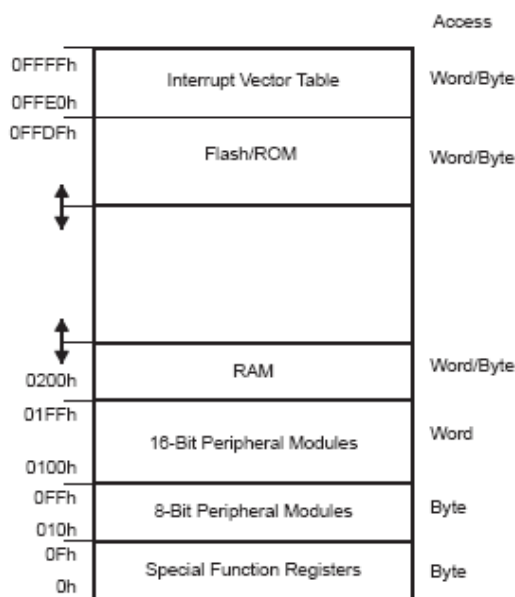 Access
0FFFFh
Interrupt Vector Table
Word/Byte
0FFE0h
0FFDFh
Flash/ROM
Word/Byte
RAM
Word/Byte
0200h
01FFh
16-Bit Peripheral Modules
Word
0100h
0FFh
8-Bit Peripheral Modules
Byte
010h
0Fh
Special Function Registers
Byte
0h